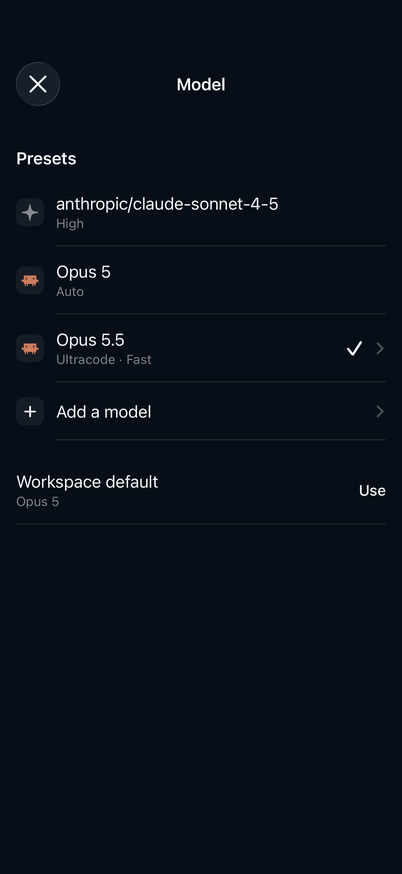 Model
Presets
anthropic/claude-sonnet-4-5
High
Opus 5
Auto
Opus 5.5
Ultracode · Fast
Add a model
Workspace default
Opus 5
Use